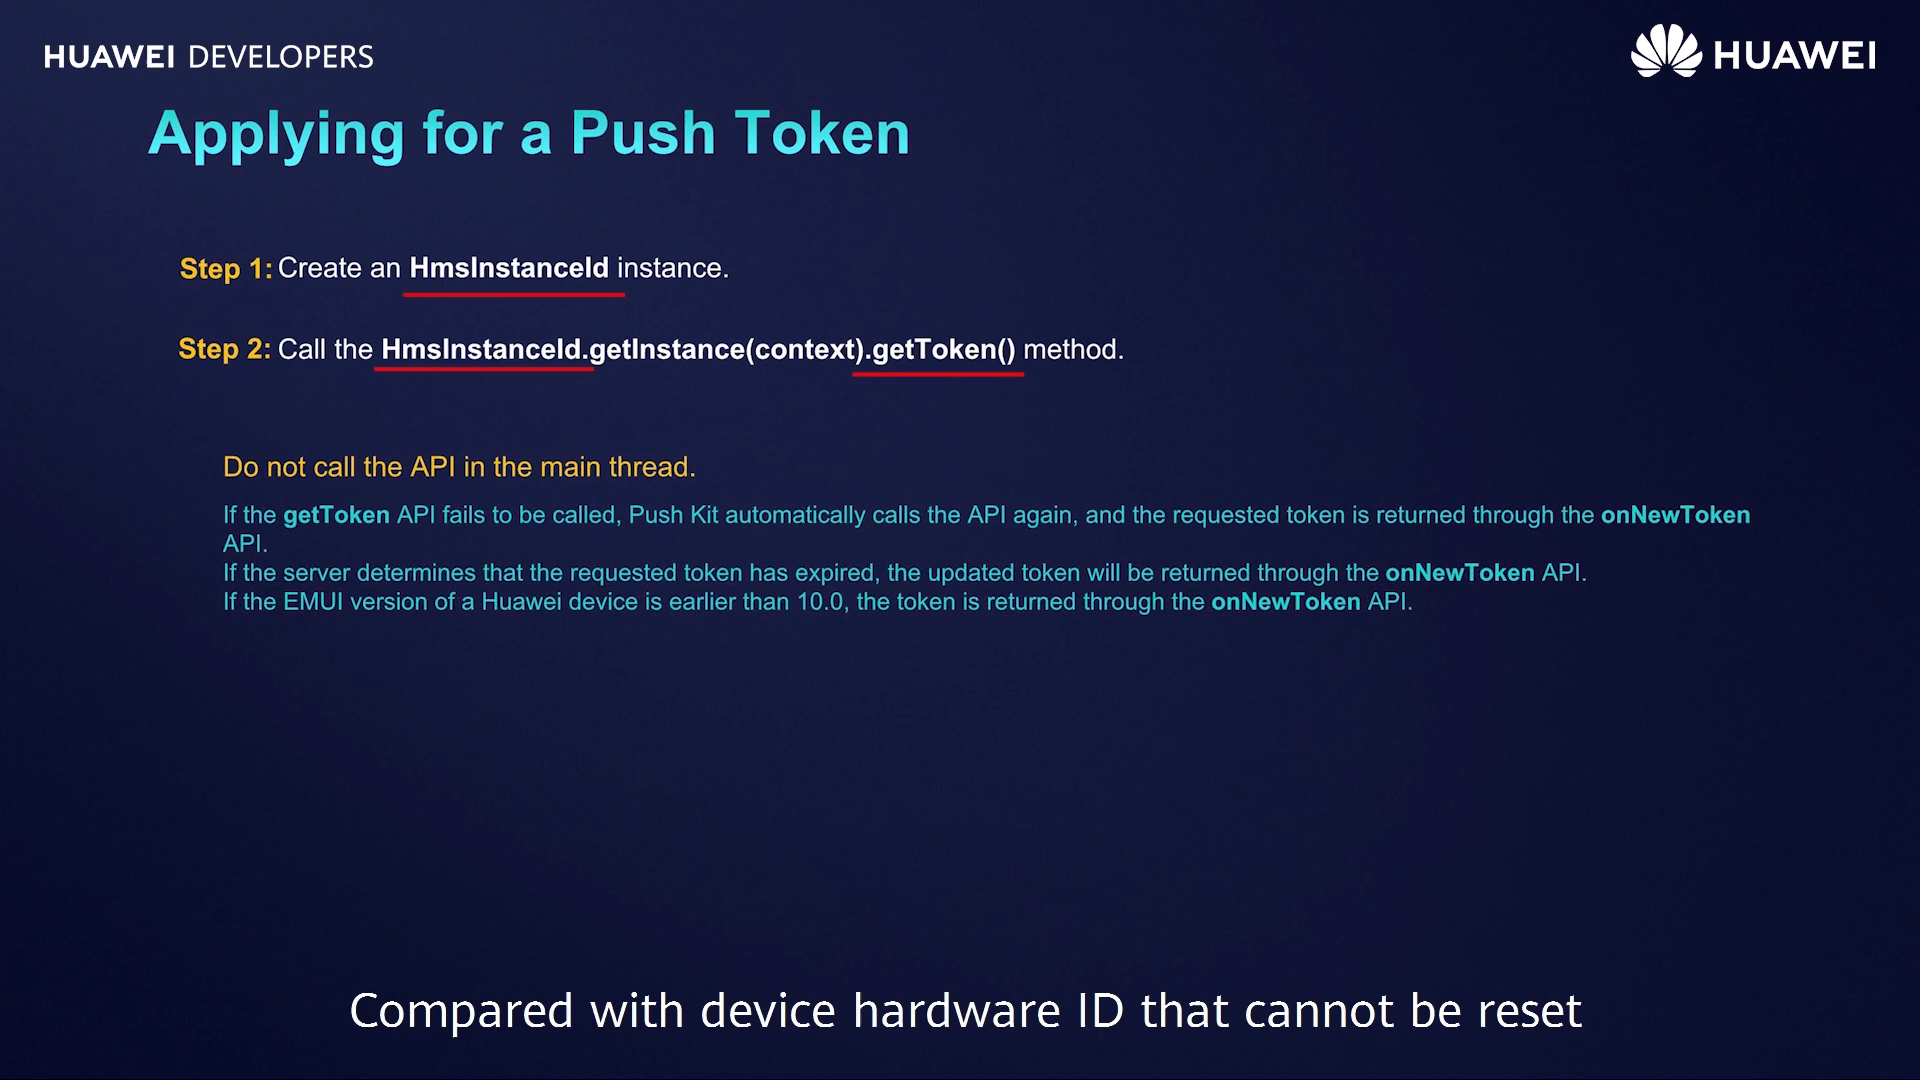 HUAWEI DEVELOPERS
HUAWEI
Applying for a Push Token
Step 1: Create an HmsInstanceId instance.
Step 2: Call the HmsInstanceId.getInstance(context).getToken() method.
Do not call the API in the main thread.
If the getToken API fails to be called, Push Kit automatically calls the API again, and the requested token is returned through the onNewToken
API.
If the server determines that the requested token has expired, the updated token will be returned through the onNewToken API.
If the EMUI version of a Huawei device is earlier than 10.0, the token is returned through the onNewToken API.
Compared with device hardware ID that cannot be reset